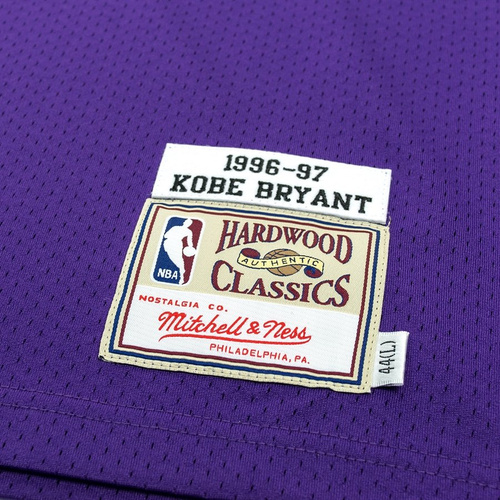 1996-97
KOBE BRYANT
HARDWOOD
AUTHENTIC
CLASSICS
NBA
NOSTALGIA CO.
Mitchell & Ness
PHILADELPHIA, PA.
44(L)